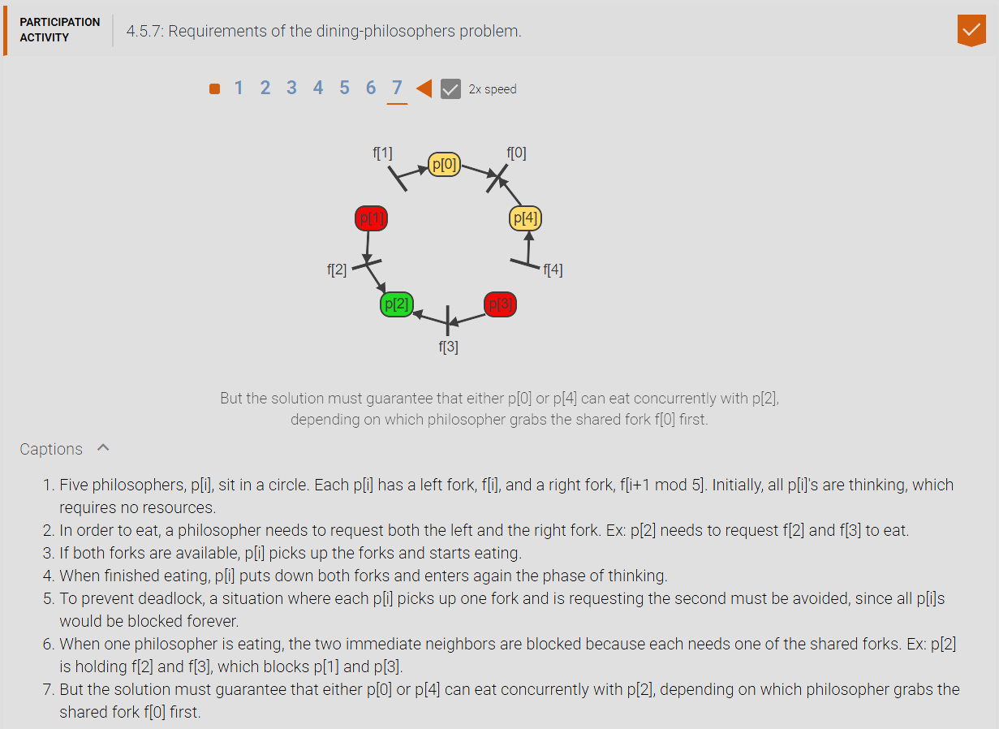 PARTICIPATION
ACTIVITY
4.5.7: Requirements of the dining-philosophers problem.
1 2 3 4 5 6 7 2x speed
f[1]
p[0]
f[0]
p[1]
p[4]
f[2]
f[4]
p[2]
p[3]
f[3]
But the solution must guarantee that either p[0] or p[4] can eat concurrently with p[2],
depending on which philosopher grabs the shared fork f[0] first.
Captions
1. Five philosophers, p[i], sit in a circle. Each p[i] has a left fork, f[i], and a right fork, f[i+1 mod 5]. Initially, all p[i]'s are thinking, which
requires no resources.
2. In order to eat, a philosopher needs to request both the left and the right fork. Ex: p[2] needs to request f[2] and f[3] to eat.
3. If both forks are available, p[i] picks up the forks and starts eating.
4. When finished eating, p[i] puts down both forks and enters again the phase of thinking.
5. To prevent deadlock, a situation where each p[i] picks up one fork and is requesting the second must be avoided, since all p[i]s
would be blocked forever.
6. When one philosopher is eating, the two immediate neighbors are blocked because each needs one of the shared forks. Ex: p[2]
is holding f[2] and f[3], which blocks p[1] and p[3].
7. But the solution must guarantee that either p[0] or p[4] can eat concurrently with p[2], depending on which philosopher grabs the
shared fork f[0] first.